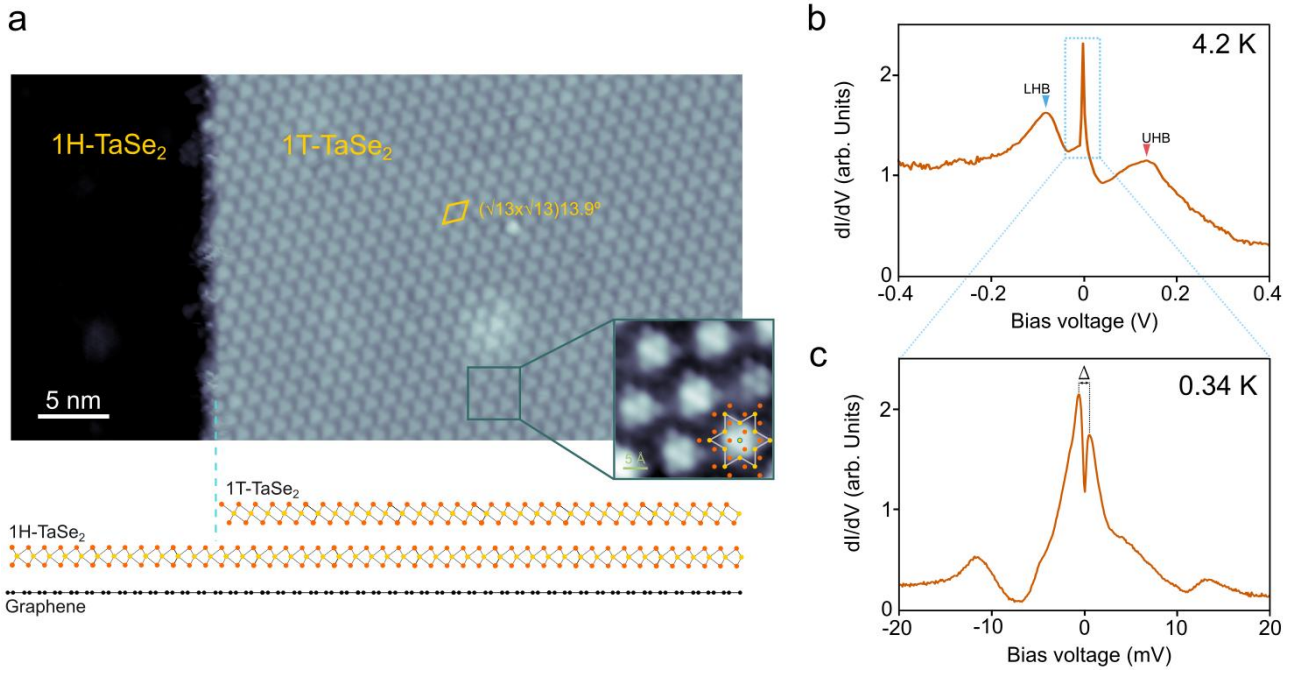 a
1H-TaSe₂
1T-TaSe₂
(√13x√13)13.9º
5 nm
5 Å
1T-TaSe₂
1H-TaSe₂
Graphene
b
4.2 K
LHB
UHB
dI/dV (arb. Units)
2
1
0
-0.4
-0.2
0
0.2
0.4
Bias voltage (V)
c
0.34 K
Δ
dI/dV (arb. Units)
2
1
0
-20
-10
0
10
20
Bias voltage (mV)